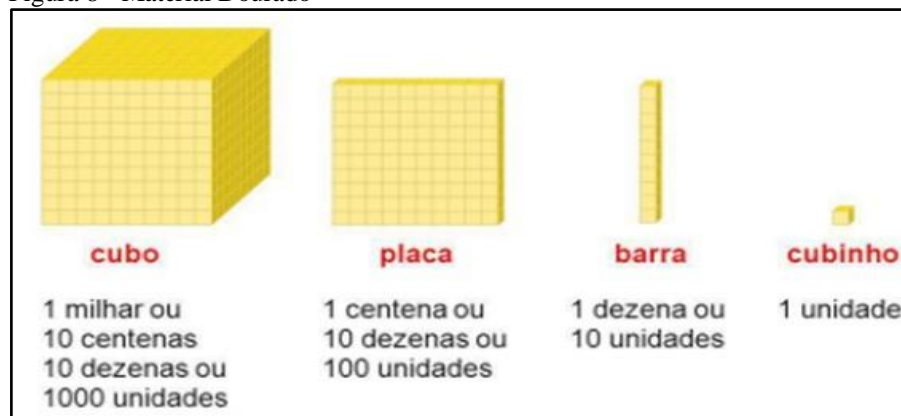 cubo
1 milhar ou
10 centenas
10 dezenas ou
1000 unidades
placa
1 centena ou
10 dezenas ou
100 unidades
barra
1 dezena ou
10 unidades
cubinho
1 unidade